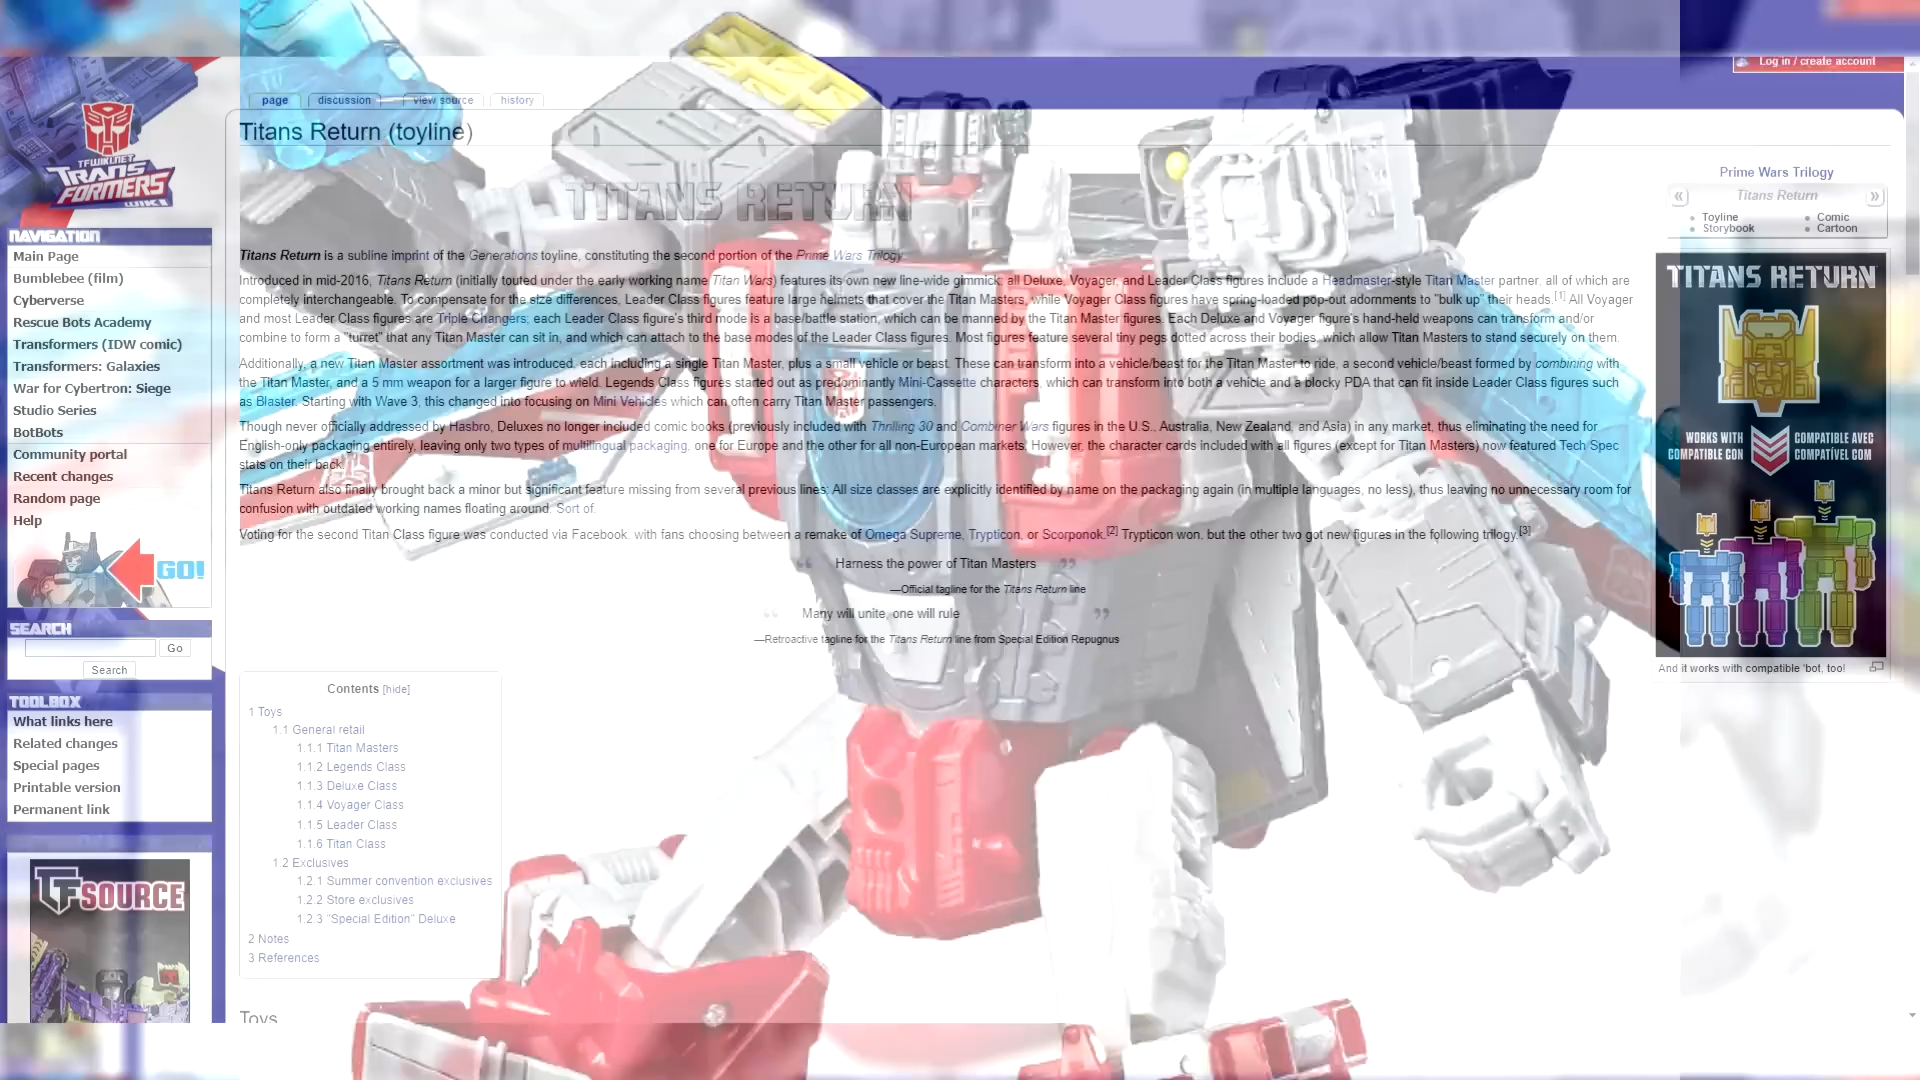 Log in / create account
page discussion view source history
Titans Return (toyline)
TFWIKI.NET
TRANSFORMERS
WIKI
TITANS RETURN
NAVIGATION
Main Page
Bumblebee (film)
Cyberverse
Rescue Bots Academy
Transformers (IDW comic)
Transformers: Galaxies
War for Cybertron: Siege
Studio Series
BotBots
Community portal
Recent changes
Random page
Help
GO!
SEARCH
Go
Search
TOOLBOX
What links here
Related changes
Special pages
Printable version
Permanent link
TFSOURCE
Titans Return is a subline imprint of the Generations toyline, constituting the second portion of the Prime Wars Trilogy.
Introduced in mid-2016, Titans Return (initially touted under the early working name Titan Wars) features its own new line-wide gimmick: all Deluxe, Voyager, and Leader Class figures include a Headmaster-style Titan Master partner, all of which are
completely interchangeable. To compensate for the size differences, Leader Class figures feature large helmets that cover the Titan Masters, while Voyager Class figures have spring-loaded pop-out adornments to "bulk up" their heads.[1] All Voyager
and most Leader Class figures are Triple Changers; each Leader Class figure's third mode is a base/battle station, which can be manned by the Titan Master figures. Each Deluxe and Voyager figure's hand-held weapons can transform and/or
combine to form a "turret" that any Titan Master can sit in, and which can attach to the base modes of the Leader Class figures. Most figures feature several tiny pegs dotted across their bodies, which allow Titan Masters to stand securely on them.
Additionally, a new Titan Master assortment was introduced, each including a single Titan Master, plus a small vehicle or beast. These can transform into a vehicle/beast for the Titan Master to ride, a second vehicle/beast formed by combining with
the Titan Master, and a 5 mm weapon for a larger figure to wield. Legends Class figures started out as predominantly Mini-Cassette characters, which can transform into both a vehicle and a blocky PDA that can fit inside Leader Class figures such
as Blaster. Starting with Wave 3, this changed into focusing on Mini Vehicles which can often carry Titan Master passengers.
Though never officially addressed by Hasbro, Deluxes no longer included comic books (previously included with Thrilling 30 and Combiner Wars figures in the U.S., Australia, New Zealand, and Asia) in any market, thus eliminating the need for
English-only packaging entirely, leaving only two types of multilingual packaging, one for Europe and the other for all non-European markets. However, the character cards included with all figures (except for Titan Masters) now featured Tech Spec
stats on their back.
Titans Return also finally brought back a minor but significant feature missing from several previous lines: All size classes are explicitly identified by name on the packaging again (in multiple languages, no less), thus leaving no unnecessary room for
confusion with outdated working names floating around. Sort of.
Voting for the second Titan Class figure was conducted via Facebook, with fans choosing between a remake of Omega Supreme, Trypticon, or Scorponok.[2] Trypticon won, but the other two got new figures in the following trilogy.[3]
“ Harness the power of Titan Masters ”
—Official tagline for the Titans Return line
“ Many will unite, one will rule ”
—Retroactive tagline for the Titans Return line from Special Edition Repugnus
Contents [hide]
1 Toys
1.1 General retail
1.1.1 Titan Masters
1.1.2 Legends Class
1.1.3 Deluxe Class
1.1.4 Voyager Class
1.1.5 Leader Class
1.1.6 Titan Class
1.2 Exclusives
1.2.1 Summer convention exclusives
1.2.2 Store exclusives
1.2.3 "Special Edition" Deluxe
2 Notes
3 References
Toys
Prime Wars Trilogy
« Titans Return »
Toyline Comic
Storybook Cartoon
TITANS RETURN
WORKS WITH COMPATIBLE AVEC
COMPATIBLE CON COMPATÍVEL COM
And it works with compatible 'bot, too!